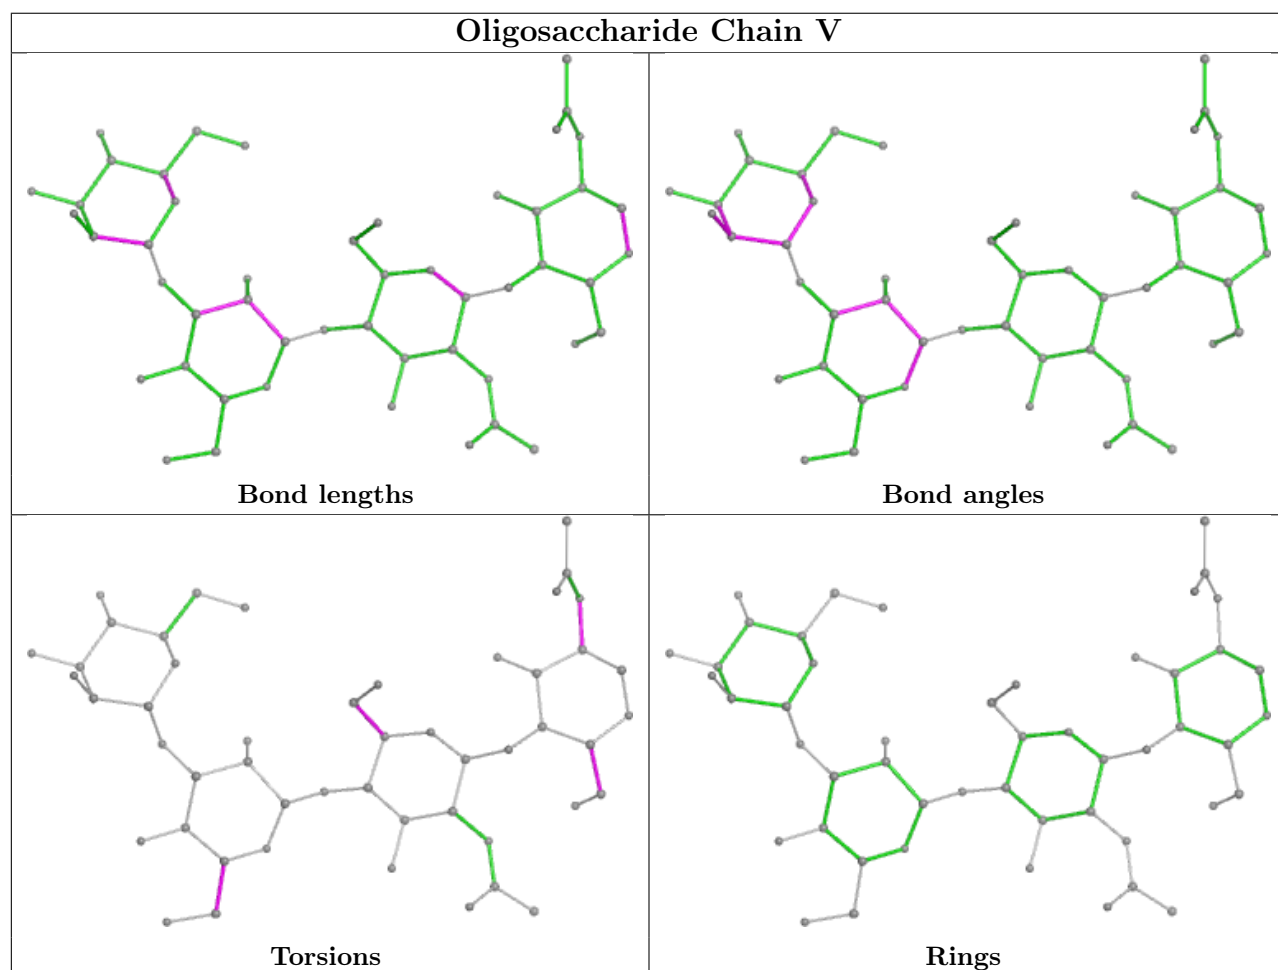 Oligosaccharide Chain V
Bond lengths
Bond angles
Torsions
Rings